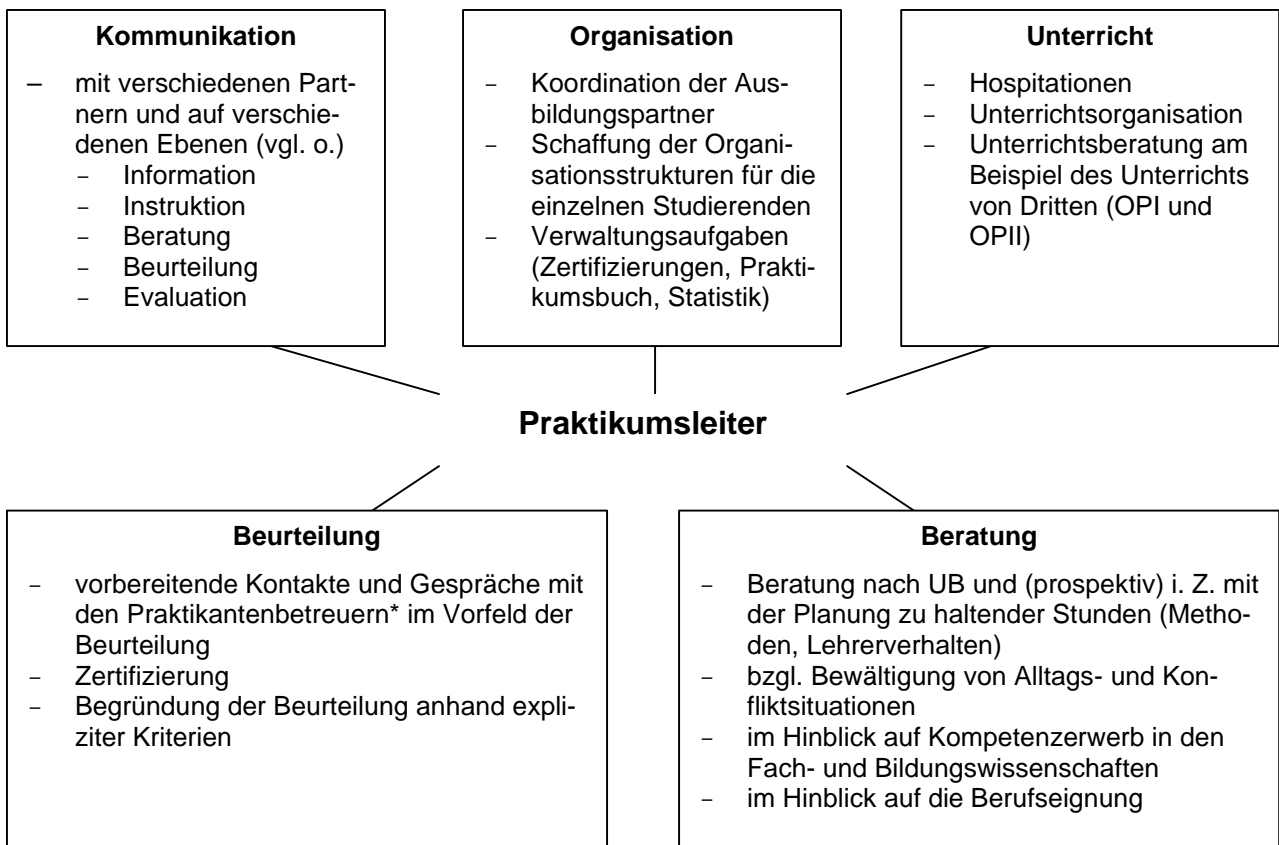 Kommunikation
– mit verschiedenen Part-
nern und auf verschie-
denen Ebenen (vgl. o.)
- Information
- Instruktion
- Beratung
- Beurteilung
- Evaluation
Organisation
- Koordination der Aus-
bildungspartner
- Schaffung der Organi-
sationsstrukturen für die
einzelnen Studierenden
- Verwaltungsaufgaben
(Zertifizierungen, Prakti-
kumsbuch, Statistik)
Unterricht
- Hospitationen
- Unterrichtsorganisation
- Unterrichtsberatung am
Beispiel des Unterrichts
von Dritten (OPI und
OPII)
Praktikumsleiter
Beurteilung
- vorbereitende Kontakte und Gespräche mit
den Praktikantenbetreuern* im Vorfeld der
Beurteilung
- Zertifizierung
- Begründung der Beurteilung anhand expli-
ziter Kriterien
Beratung
- Beratung nach UB und (prospektiv) i. Z. mit
der Planung zu haltender Stunden (Metho-
den, Lehrerverhalten)
- bzgl. Bewältigung von Alltags- und Kon-
fliktsituationen
- im Hinblick auf Kompetenzerwerb in den
Fach- und Bildungswissenschaften
- im Hinblick auf die Berufseignung